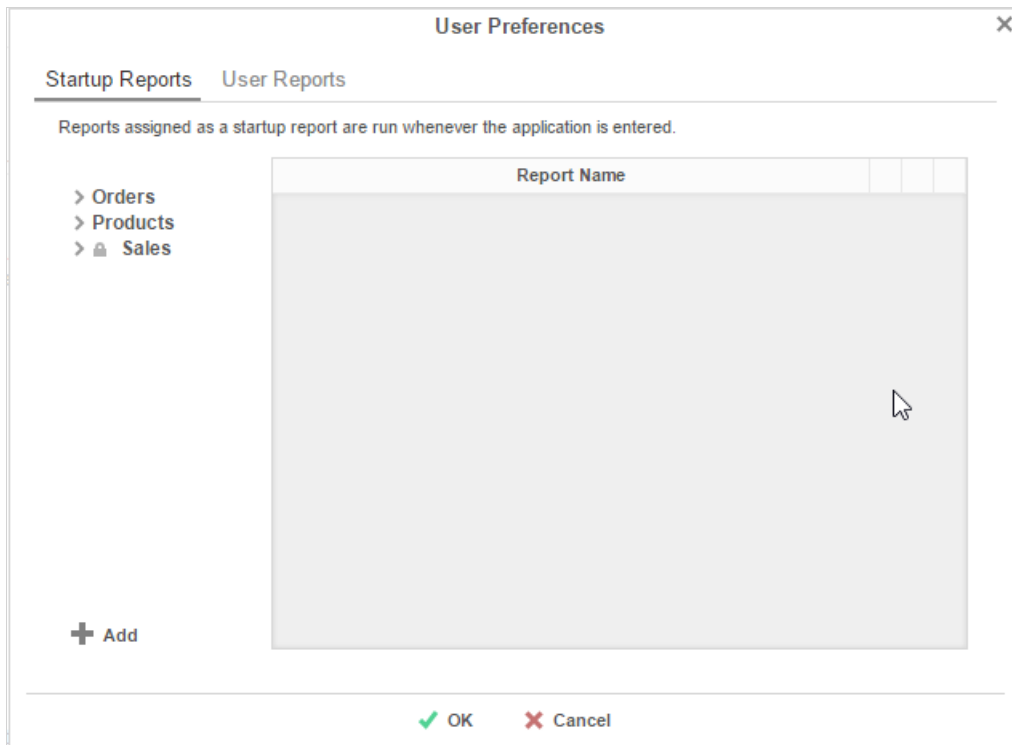 User Preferences
Startup Reports User Reports
Reports assigned as a startup report are run whenever the application is entered.
Report Name
Orders
Products
Sales
Add
OK Cancel